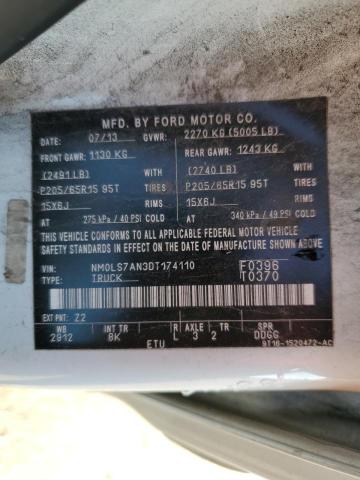 MFD. BY FORD MOTOR CO.
DATE: 07/13 GVWR: 2270 KG (5005 LB)
FRONT GAWR: 1130 KG REAR GAWR: 1243 KG
(2491 LB) (2740 LB)
P205/65R15 95T TIRES P205/65R15 95T TIRES
15X6J RIMS 15X6J RIMS
AT 275 kPa / 40 PSI COLD AT 340 kPa / 49 PSI COLD
THIS VEHICLE CONFORMS TO ALL APPLICABLE FEDERAL MOTOR VEHICLE
SAFETY STANDARDS IN EFFECT ON THE DATE OF MANUFACTURE SHOWN ABOVE.
VIN: NM0LS7AN3DT174110 F0396
TYPE: TRUCK T0370
EXT PNT: Z2
WB INT TR AXLE TR SPR
2912 8K L 3 2 DDGG
ETU 9T16-1520472-AC